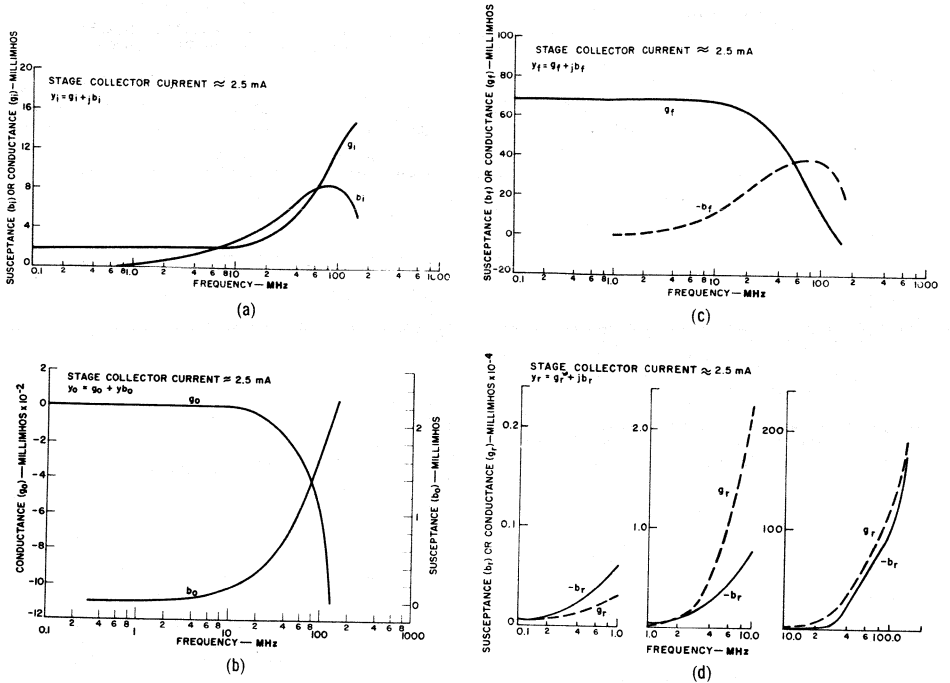 SUSCEPTANCE (bi) OR CONDUCTANCE (gi)—MILLIMHOS
20
16
12
8
4
0
STAGE COLLECTOR CURRENT ≈ 2.5 mA
yi = gi + jbi
gi
bi
0.1 2 4 6 8 1.0 2 4 6 8 10 2 4 6 8 100 2 4 6 1,000
FREQUENCY—MHz
(a)
SUSCEPTANCE (bf) OR CONDUCTANCE (gf)—MILLIMHOS
100
80
60
40
20
0
-20
STAGE COLLECTOR CURRENT ≈ 2.5 mA
yf = gf + jbf
gf
-bf
0.1 2 4 6 8 1.0 2 4 6 8 10 2 4 6 8 100 2 4 6 1,000
FREQUENCY—MHz
(c)
CONDUCTANCE (go)—MILLIMHOS x 10-2
2
0
-2
-4
-6
-8
-10
-12
STAGE COLLECTOR CURRENT ≈ 2.5 mA
yo = go + ybo
go
bo
2
1
0
SUSCEPTANCE (bo)—MILLIMHOS
0.1 2 4 6 8 1 2 4 6 8 10 2 4 6 8 100 2 4 6 8 1000
FREQUENCY—MHz
(b)
SUSCEPTANCE (br) OR CONDUCTANCE (gr)—MILLIMHOS x 10-4
STAGE COLLECTOR CURRENT ≈ 2.5 mA
yr = gr + jbr
0.2
0.1
0
-br
gr
0.1 2 4 6 1.0
2.0
1.0
0
gr
-br
1.0 2 4 6 10.0
200
100
0
gr
-br
10.0 2 4 6 100.0
FREQUENCY—MHz
(d)